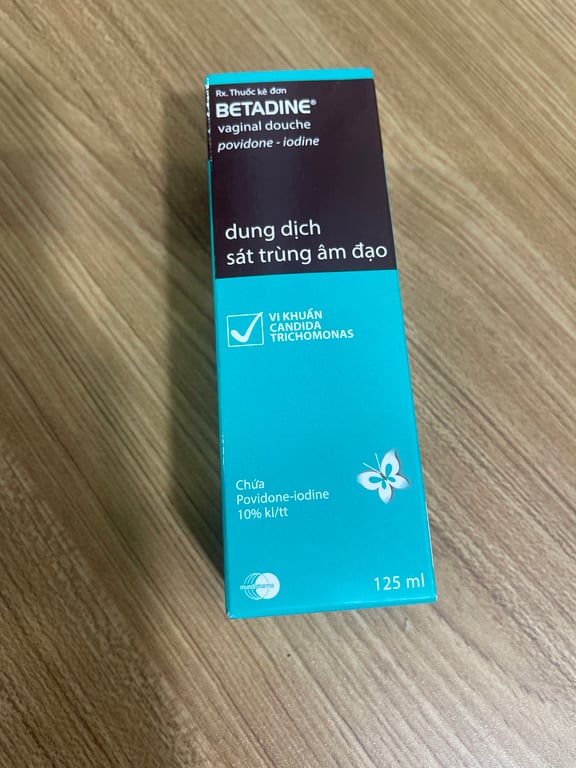 Rx. Thuốc kê đơn
BETADINE®
vaginal douche
povidone - iodine
dung dịch
sát trùng âm đạo
VI KHUẨN
CANDIDA
TRICHOMONAS
Chứa
Povidone-iodine
10% kl/tt
mundipharma
125 ml